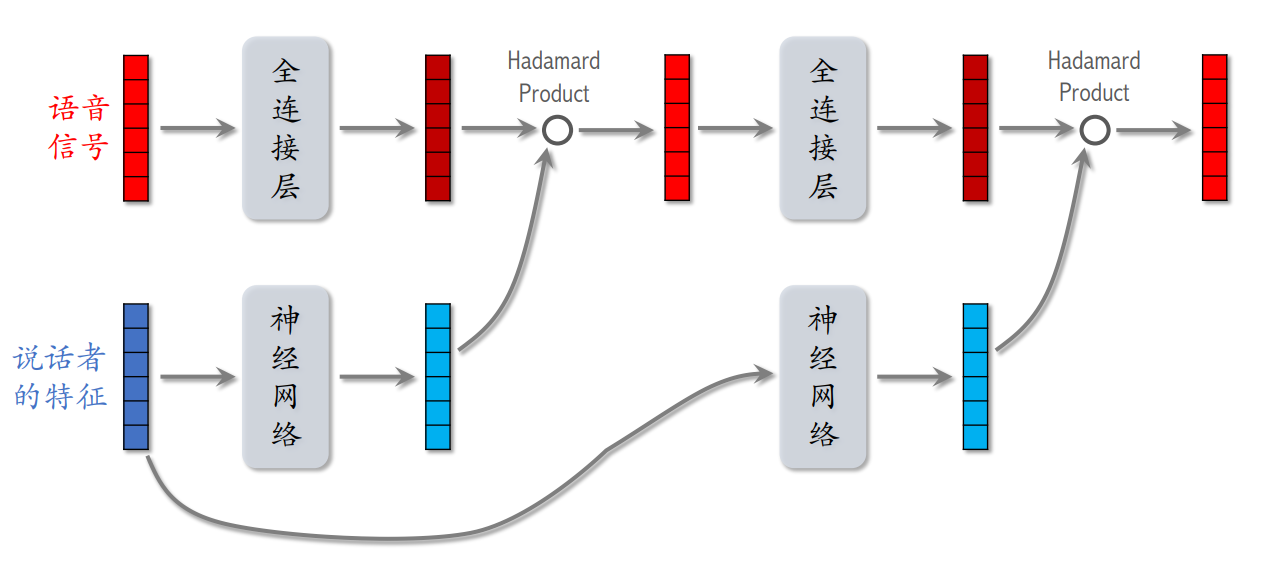 语音
信号
全
连
接
层
Hadamard
Product
全
连
接
层
Hadamard
Product
说话者
的特征
神
经
网
络
神
经
网
络